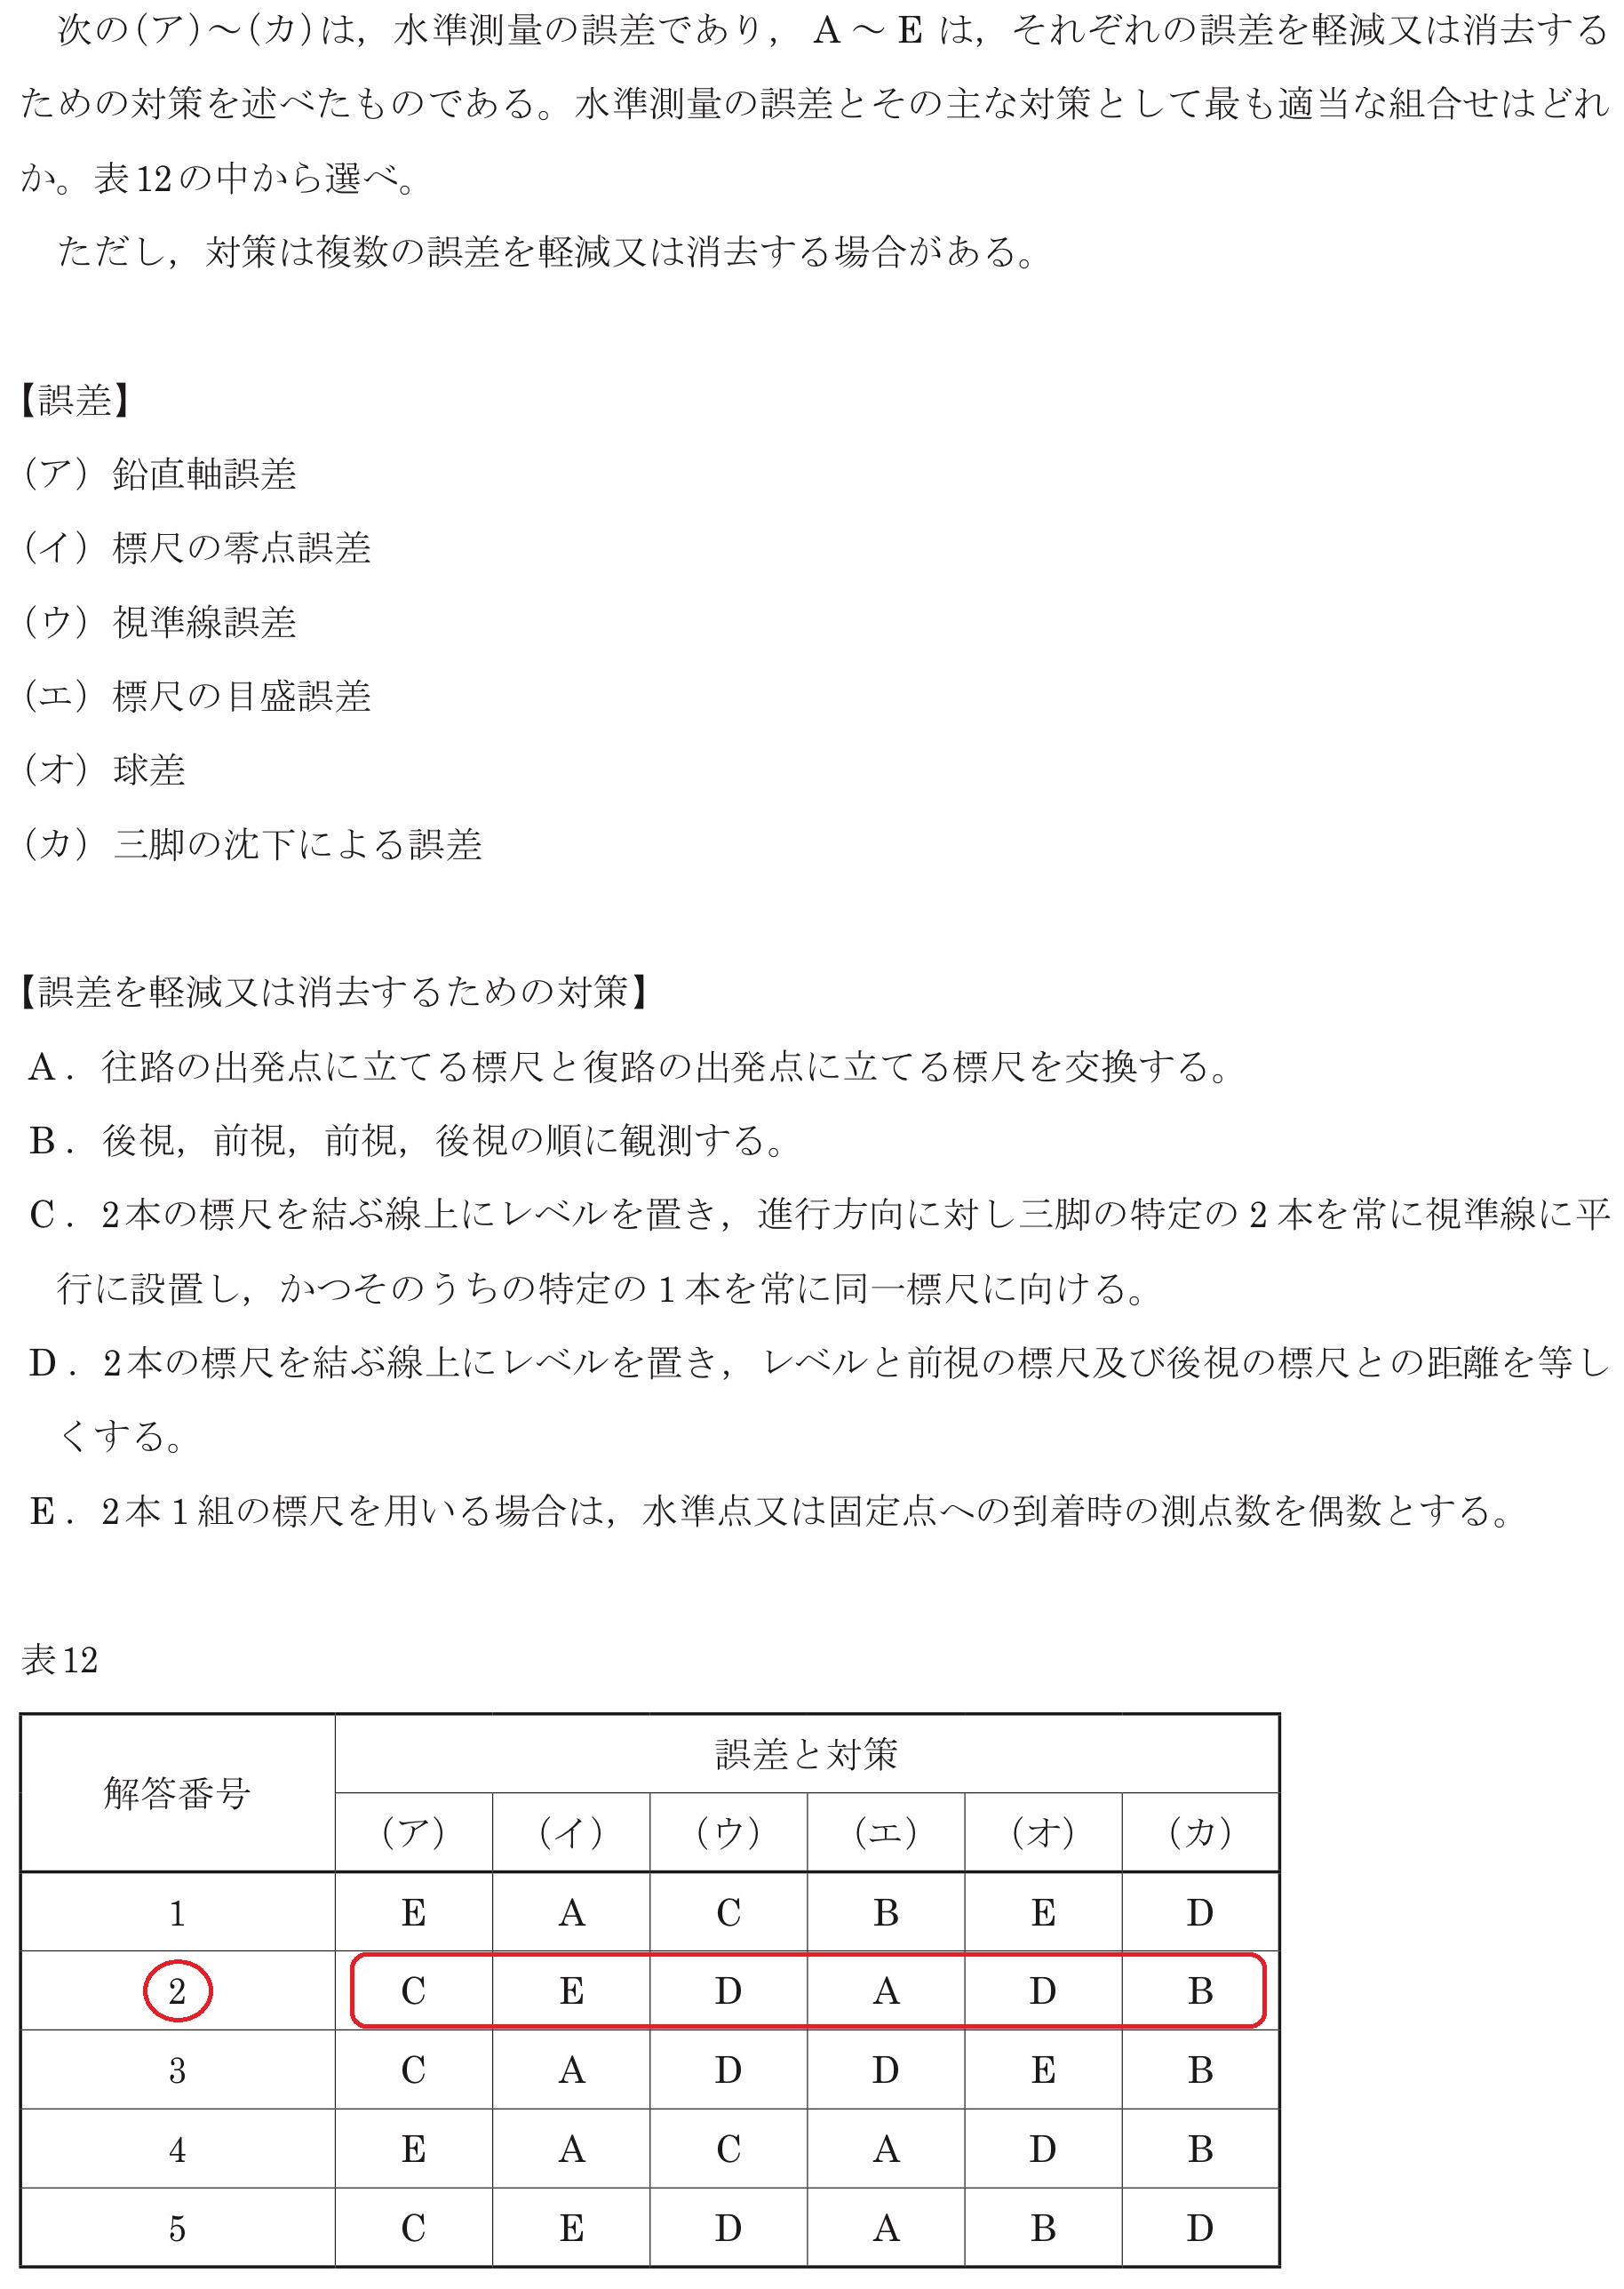 次の(ア)～(カ)は，水準測量の誤差であり， A ～ E は，それぞれの誤差を軽減又は消去する
ための対策を述べたものである。水準測量の誤差とその主な対策として最も適当な組合せはどれ
か。表12の中から選べ。
ただし，対策は複数の誤差を軽減又は消去する場合がある。
【誤差】
(ア) 鉛直軸誤差
(イ) 標尺の零点誤差
(ウ) 視準線誤差
(エ) 標尺の目盛誤差
(オ) 球差
(カ) 三脚の沈下による誤差
【誤差を軽減又は消去するための対策】
A．往路の出発点に立てる標尺と復路の出発点に立てる標尺を交換する。
B．後視，前視，前視，後視の順に観測する。
C．2本の標尺を結ぶ線上にレベルを置き，進行方向に対し三脚の特定の 2 本を常に視準線に平
行に設置し，かつそのうちの特定の 1 本を常に同一標尺に向ける。
D．2本の標尺を結ぶ線上にレベルを置き，レベルと前視の標尺及び後視の標尺との距離を等し
くする。
E．2本 1 組の標尺を用いる場合は，水準点又は固定点への到着時の測点数を偶数とする。
表12
解答番号 誤差と対策
(ア) (イ) (ウ) (エ) (オ) (カ)
1 E A C B E D
2 C E D A D B
3 C A D D E B
4 E A C A D B
5 C E D A B D